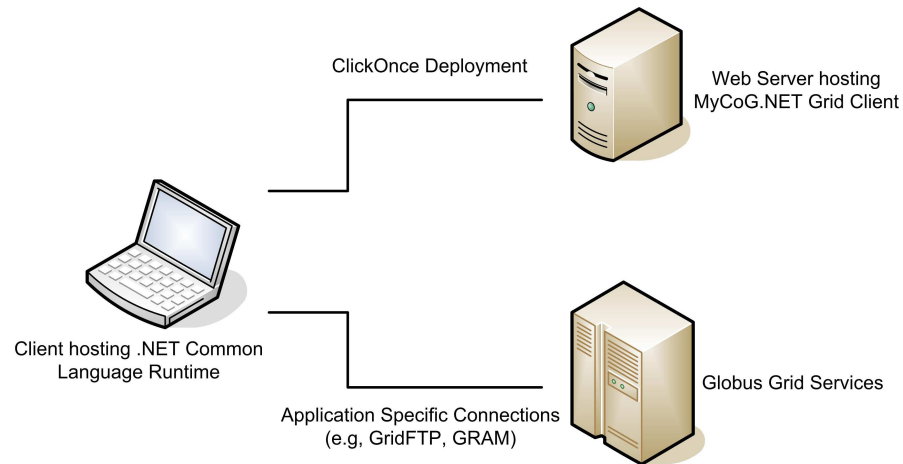 ClickOnce Deployment
Web Server hosting
MyCoG.NET Grid Client
Client hosting .NET Common
Language Runtime
Globus Grid Services
Application Specific Connections
(e.g, GridFTP, GRAM)